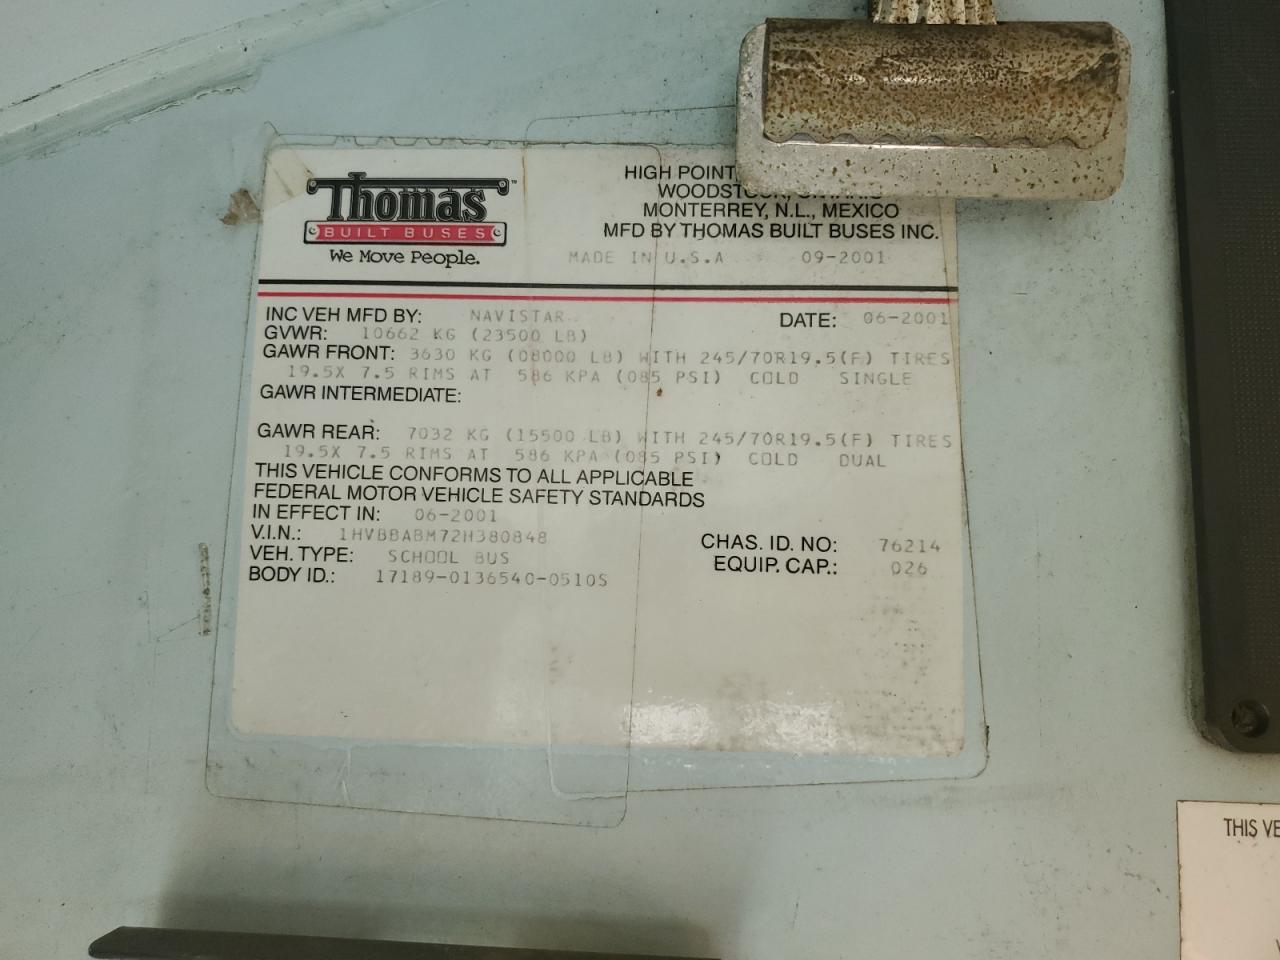 Thomas™
BUILT BUSES
We Move People.
HIGH POINT
WOODSTOCK, ONTARIO
MONTERREY, N.L., MEXICO
MFD BY THOMAS BUILT BUSES INC.
MADE IN U.S.A 09-2001
INC VEH MFD BY: NAVISTAR DATE: 06-2001
GVWR: 10662 KG (23500 LB)
GAWR FRONT: 3630 KG (08000 LB) WITH 245/70R19.5(F) TIRES
19.5X 7.5 RIMS AT 586 KPA (085 PSI) COLD SINGLE
GAWR INTERMEDIATE:
GAWR REAR: 7032 KG (15500 LB) WITH 245/70R19.5(F) TIRES
19.5X 7.5 RIMS AT 586 KPA (085 PSI) COLD DUAL
THIS VEHICLE CONFORMS TO ALL APPLICABLE
FEDERAL MOTOR VEHICLE SAFETY STANDARDS
IN EFFECT IN: 06-2001
V.I.N.: 1HVBBABM72H380848 CHAS. ID. NO: 76214
VEH. TYPE: SCHOOL BUS EQUIP. CAP.: 026
BODY ID.: 17189-0136540-0510S
THIS VE